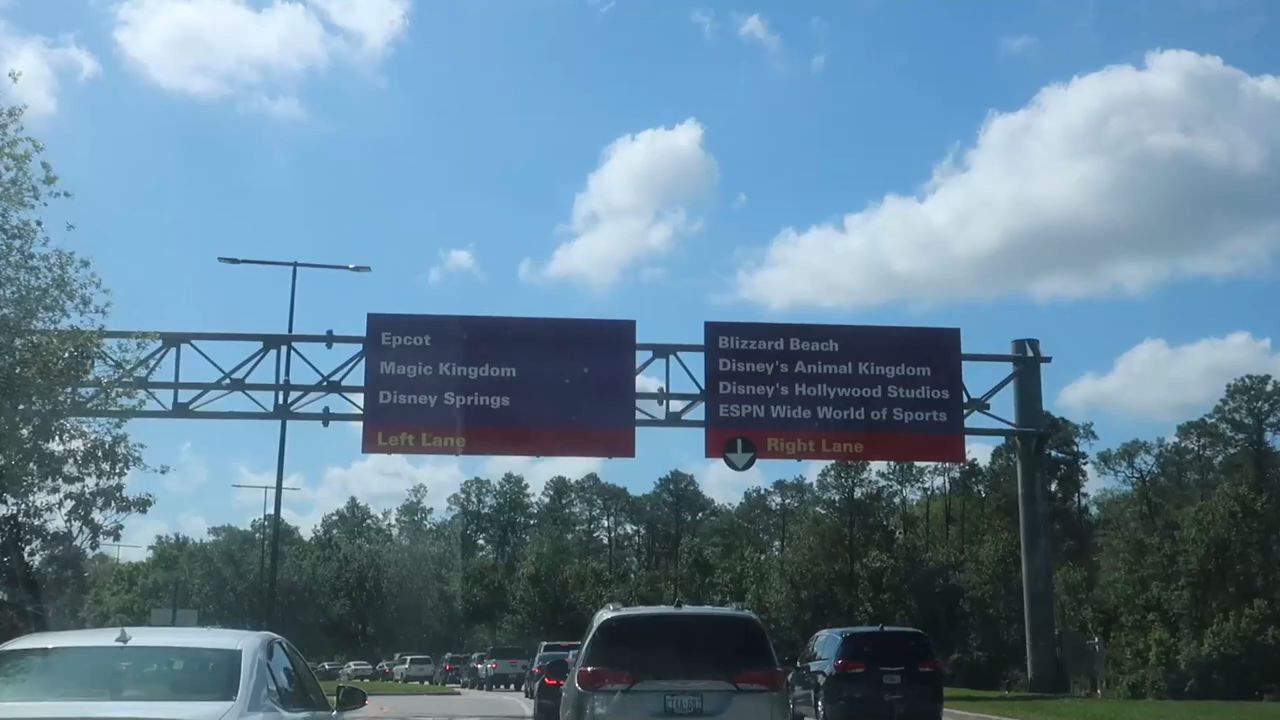 Epcot
Magic Kingdom
Disney Springs
Left Lane
Blizzard Beach
Disney's Animal Kingdom
Disney's Hollywood Studios
ESPN Wide World of Sports
Right Lane